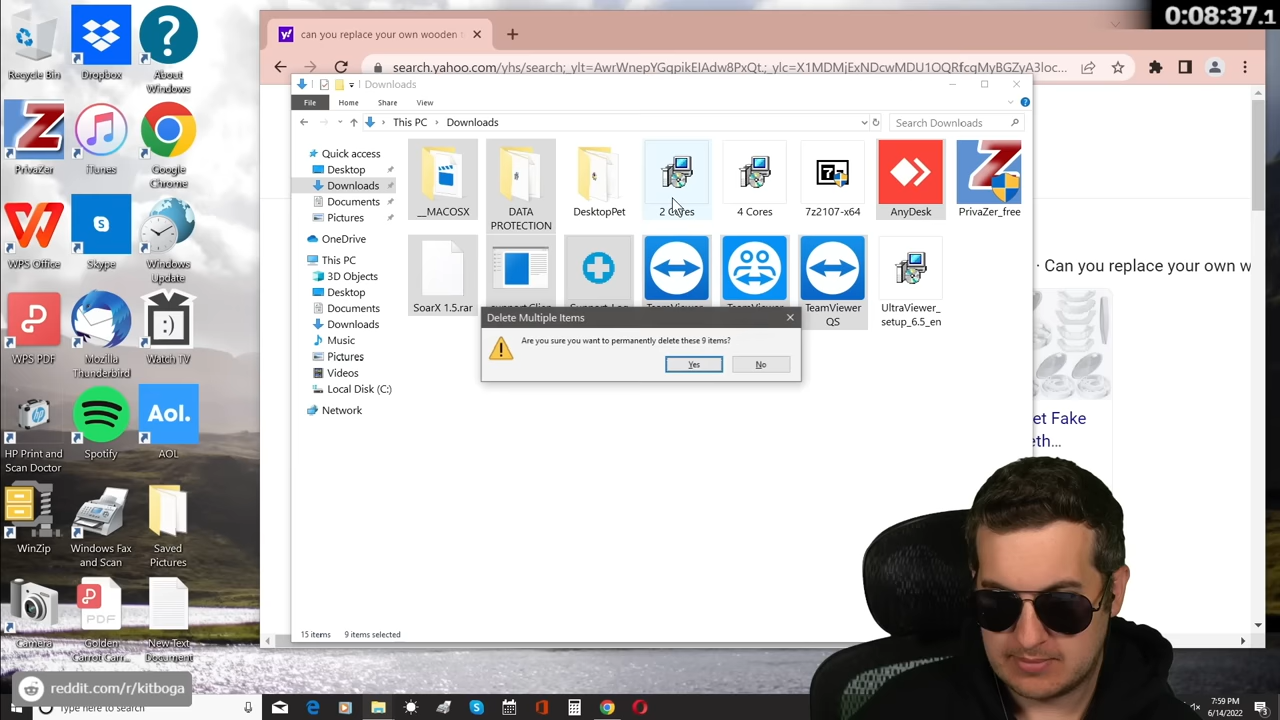 0:08:37.1
can you replace your own wooden t
search.yahoo.com/yhs/search;_ylt=AwrWnepYGqpikEIAdw8PxQt.;_ylc=X1MDMjExNDcwMDU1OQRfcqMyBGZyA3loc...
Recycle Bin
Dropbox
About
Windows
PrivaZer
iTunes
Google
Chrome
WPS Office
Skype
Windows
Update
WPS PDF
Mozilla
Thunderbird
Watch TV
HP Print and
Scan Doctor
Spotify
Aol.
AOL
WinZip
Windows Fax
and Scan
Saved
Pictures
Camera
PDF
Golden
Carrot Carr...
New Text
Document
Downloads
File
Home
Share
View
This PC
Downloads
Search Downloads
Quick access
Desktop
Downloads
Documents
Pictures
OneDrive
This PC
3D Objects
Desktop
Documents
Downloads
Music
Pictures
Videos
Local Disk (C:)
Network
__MACOSX
DATA
PROTECTION
DesktopPet
2 Cores
4 Cores
7z2107-x64
AnyDesk
PrivaZer_free
SoarX 1.5.rar
TeamViewer
QS
UltraViewer_
setup_6.5_en
Delete Multiple Items
Are you sure you want to permanently delete these 9 items?
Yes
No
15 items
9 items selected
· Can you replace your own w
et Fake
eth...
reddit.com/r/kitboga
Type here to search
7:59 PM
6/14/2022